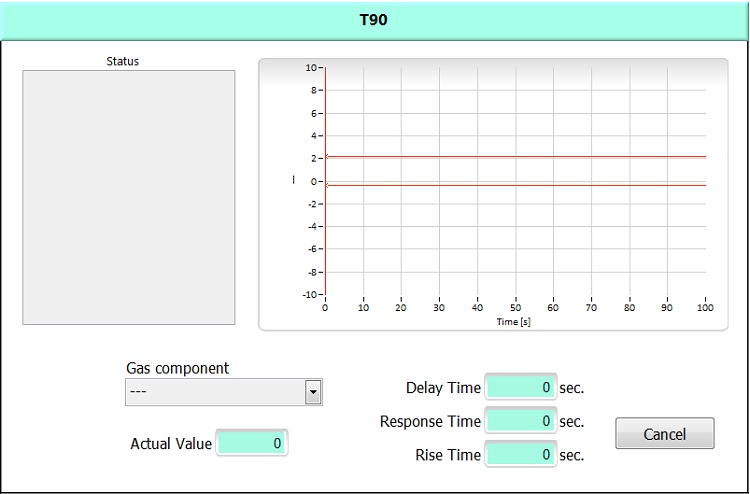 T90
Status
10
8
6
4
2
0
-2
-4
-6
-8
-10
0 10 20 30 40 50 60 70 80 90 100
Time [s]
Gas component
---
Actual Value 0
Delay Time 0 sec.
Response Time 0 sec.
Rise Time 0 sec.
Cancel